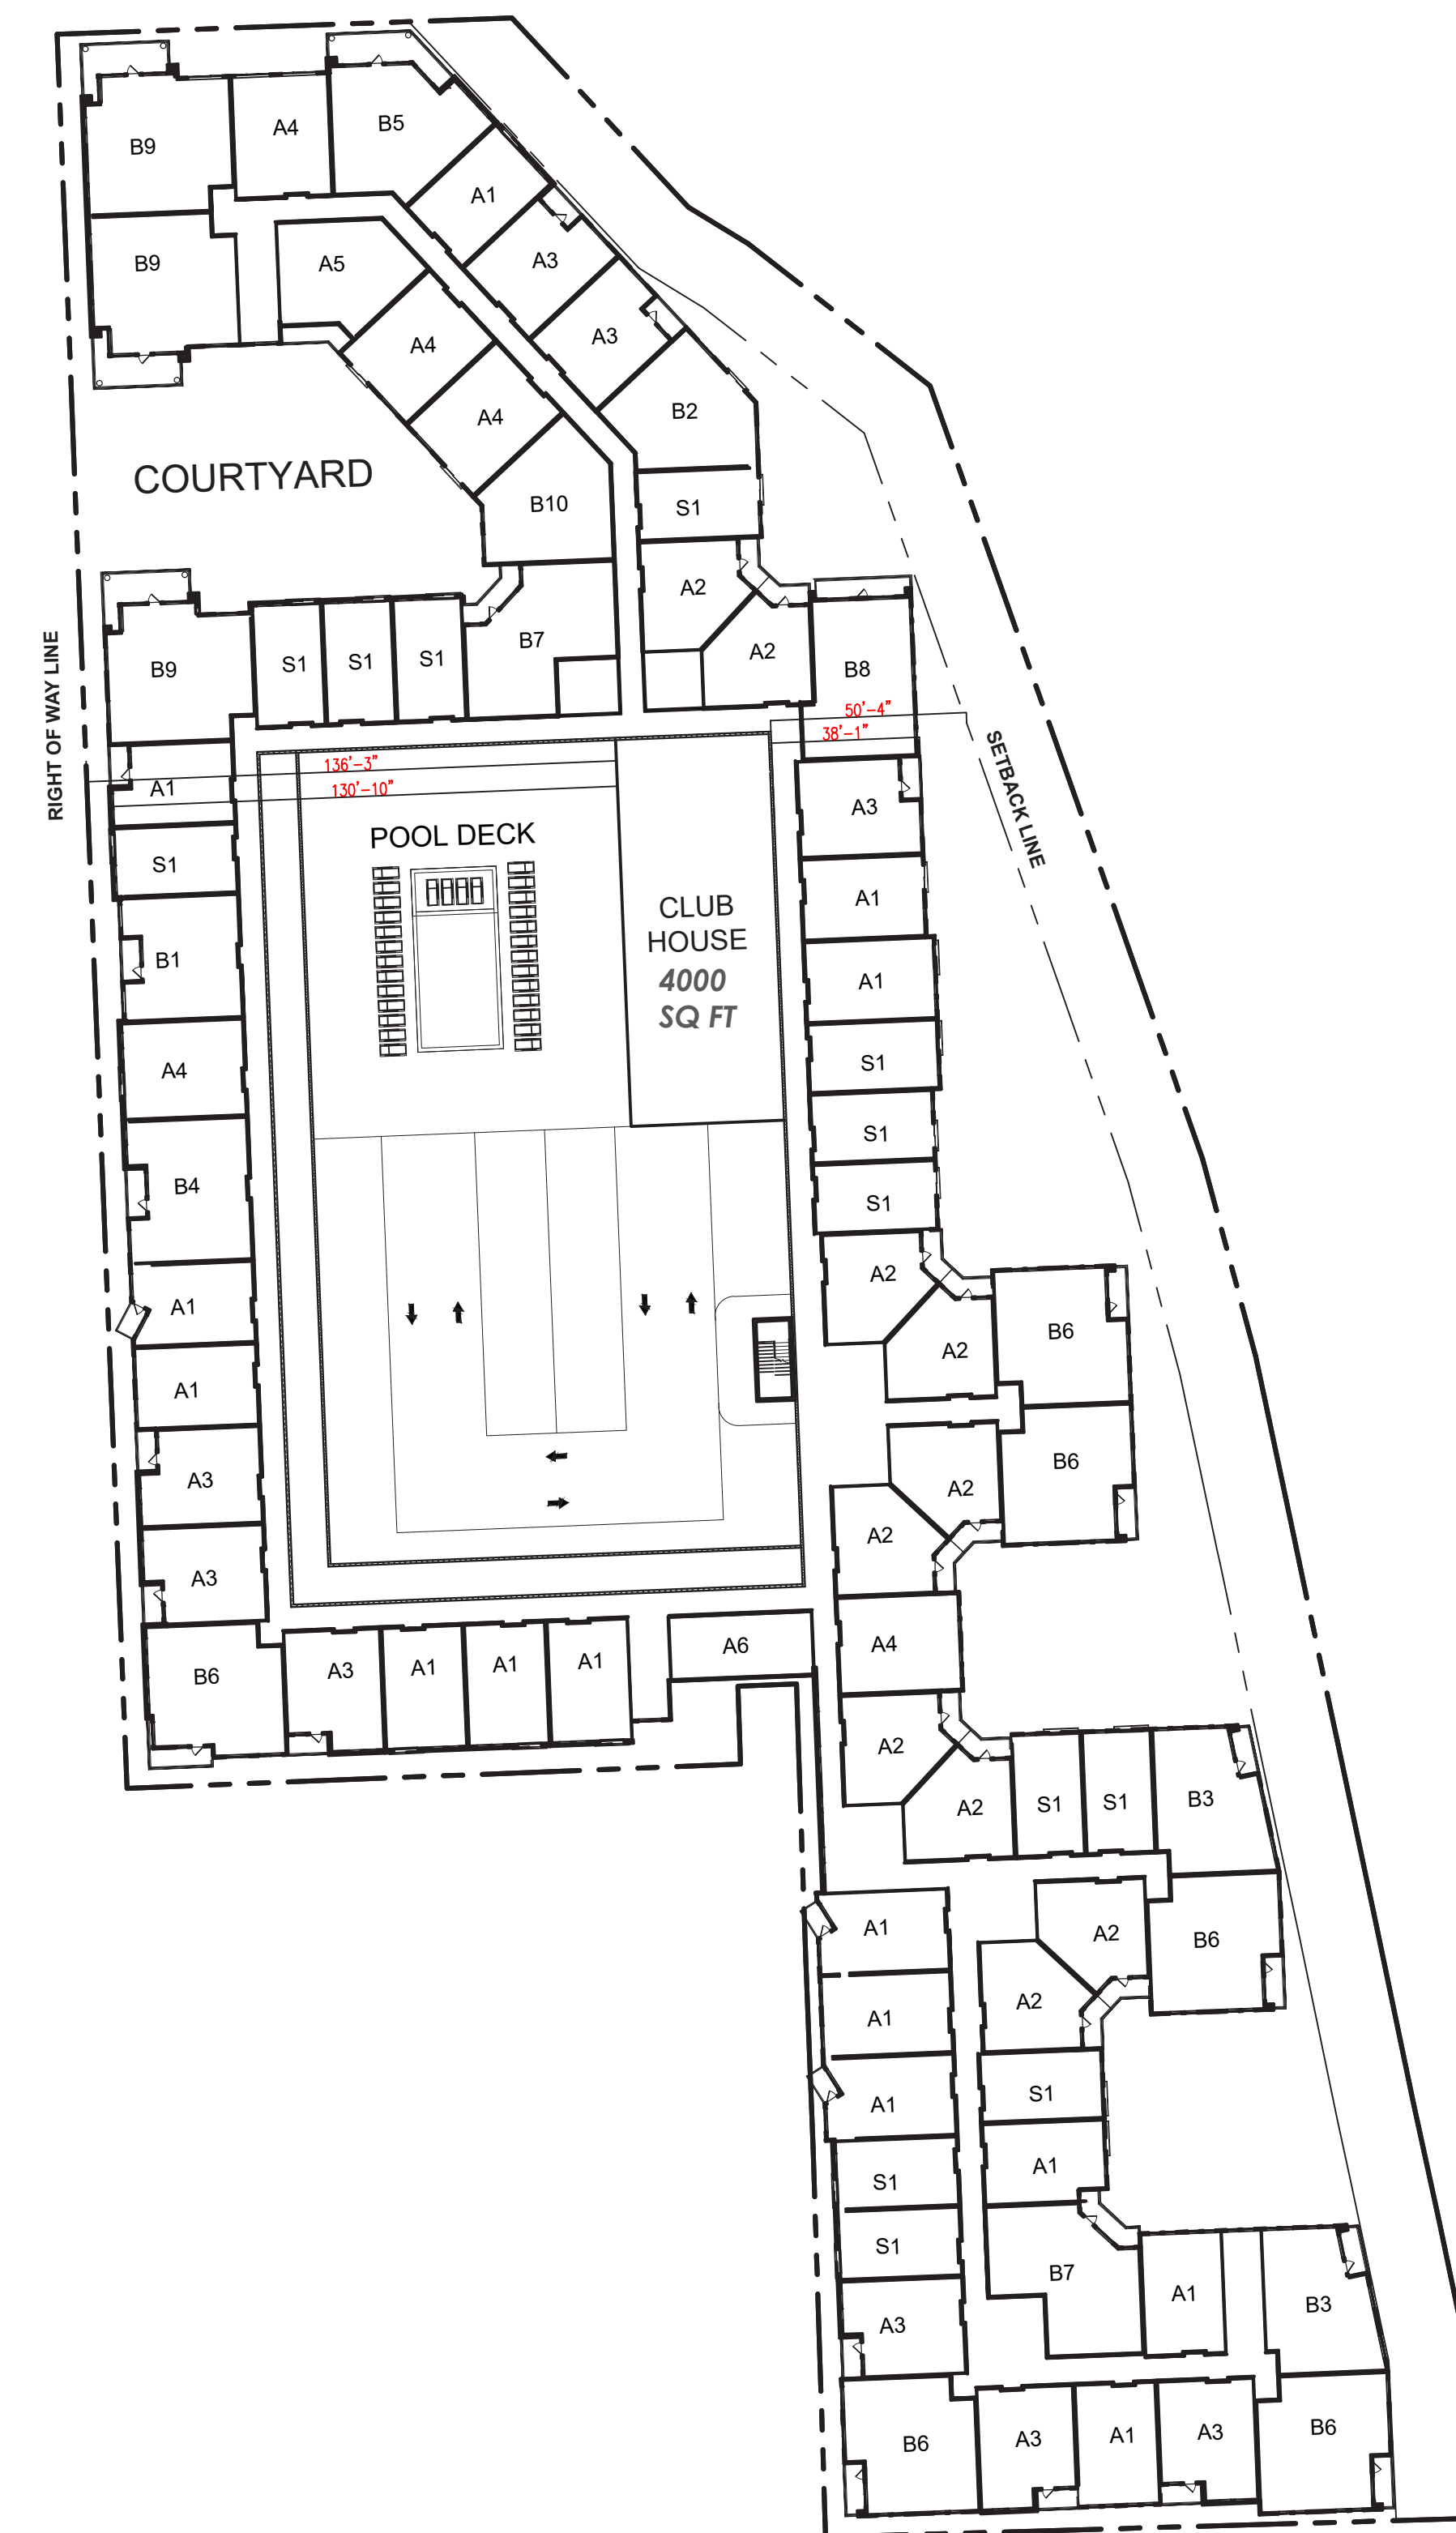 B9
A4
B5
A1
B9
A5
A3
A4
A3
A4
B2
COURTYARD
B10
S1
A2
RIGHT OF WAY LINE
B9
S1
S1
S1
B7
A2
B8
50'-4"
38'-1"
SETBACK LINE
136'-3"
130'-10"
A1
POOL DECK
A3
S1
CLUB
HOUSE
4000
SQ FT
A1
B1
A1
A4
S1
S1
B4
S1
A2
A1
B6
A2
A1
B6
A3
A2
A2
A3
B6
A3
A1
A1
A1
A6
A4
A2
A2
S1
S1
B3
A1
A2
B6
A2
A1
A1
S1
S1
A1
S1
B7
A1
B3
A3
B6
A3
A1
A3
B6